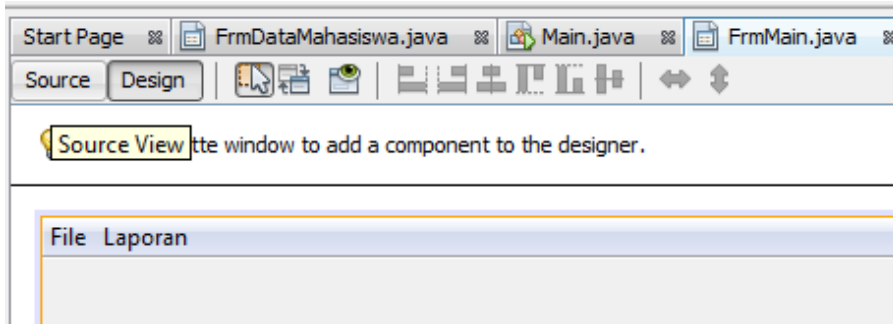 Start Page FrmDataMahasiswa.java Main.java FrmMain.java
Source Design
Source View tte window to add a component to the designer.
File Laporan